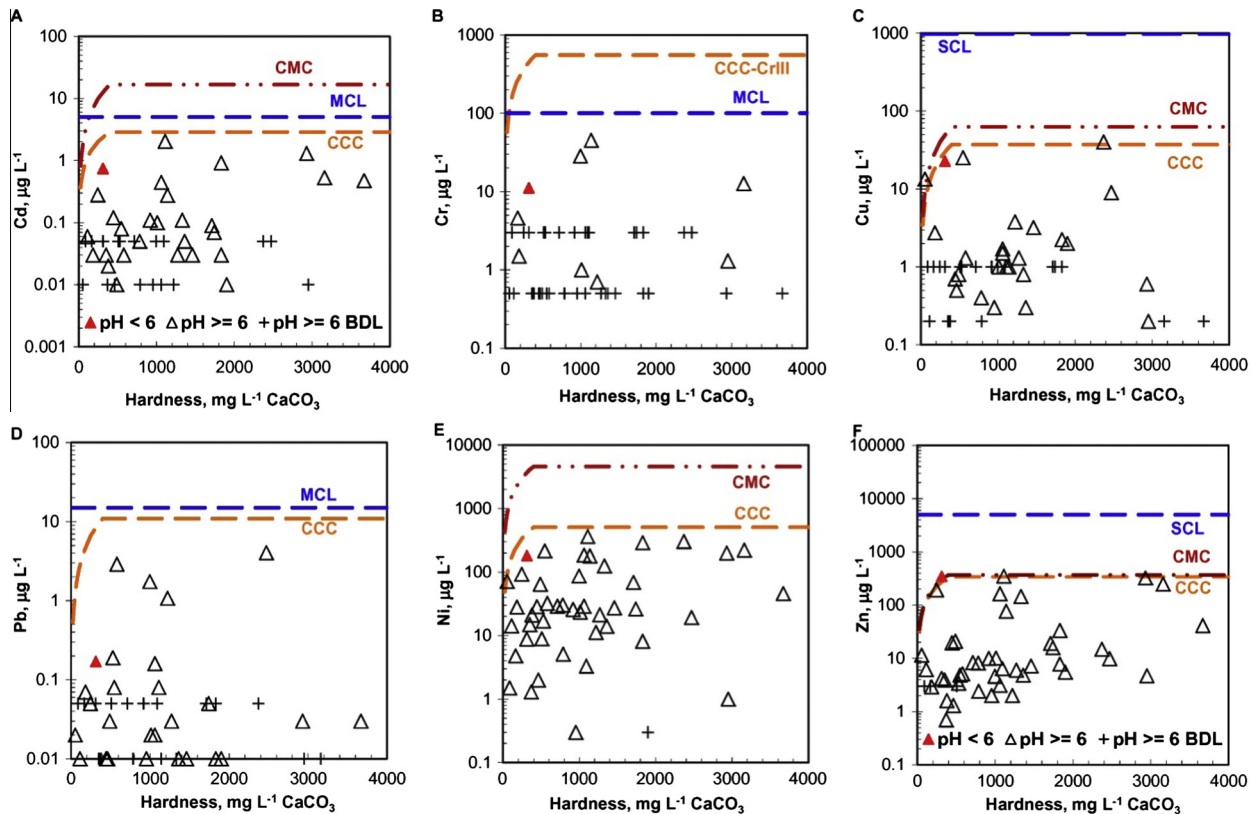 A
100
10
1
0.1
0.01
0.001
Cd, µg L-1
CMC
MCL
CCC
pH < 6 pH >= 6 pH >= 6 BDL
0 1000 2000 3000 4000
Hardness, mg L-1 CaCO3
B
1000
100
10
1
0.1
Cr, µg L-1
CCC-CrIII
MCL
0 1000 2000 3000 4000
Hardness, mg L-1 CaCO3
C
1000
100
10
1
0.1
Cu, µg L-1
SCL
CMC
CCC
0 1000 2000 3000 4000
Hardness, mg L-1 CaCO3
D
100
10
1
0.1
0.01
Pb, µg L-1
MCL
CCC
0 1000 2000 3000 4000
Hardness, mg L-1 CaCO3
E
10000
1000
100
10
1
0.1
Ni, µg L-1
CMC
CCC
0 1000 2000 3000 4000
Hardness, mg L-1 CaCO3
F
100000
10000
1000
100
10
1
0.1
Zn, µg L-1
SCL
CMC
CCC
pH < 6 pH >= 6 pH >= 6 BDL
0 1000 2000 3000 4000
Hardness, mg L-1 CaCO3